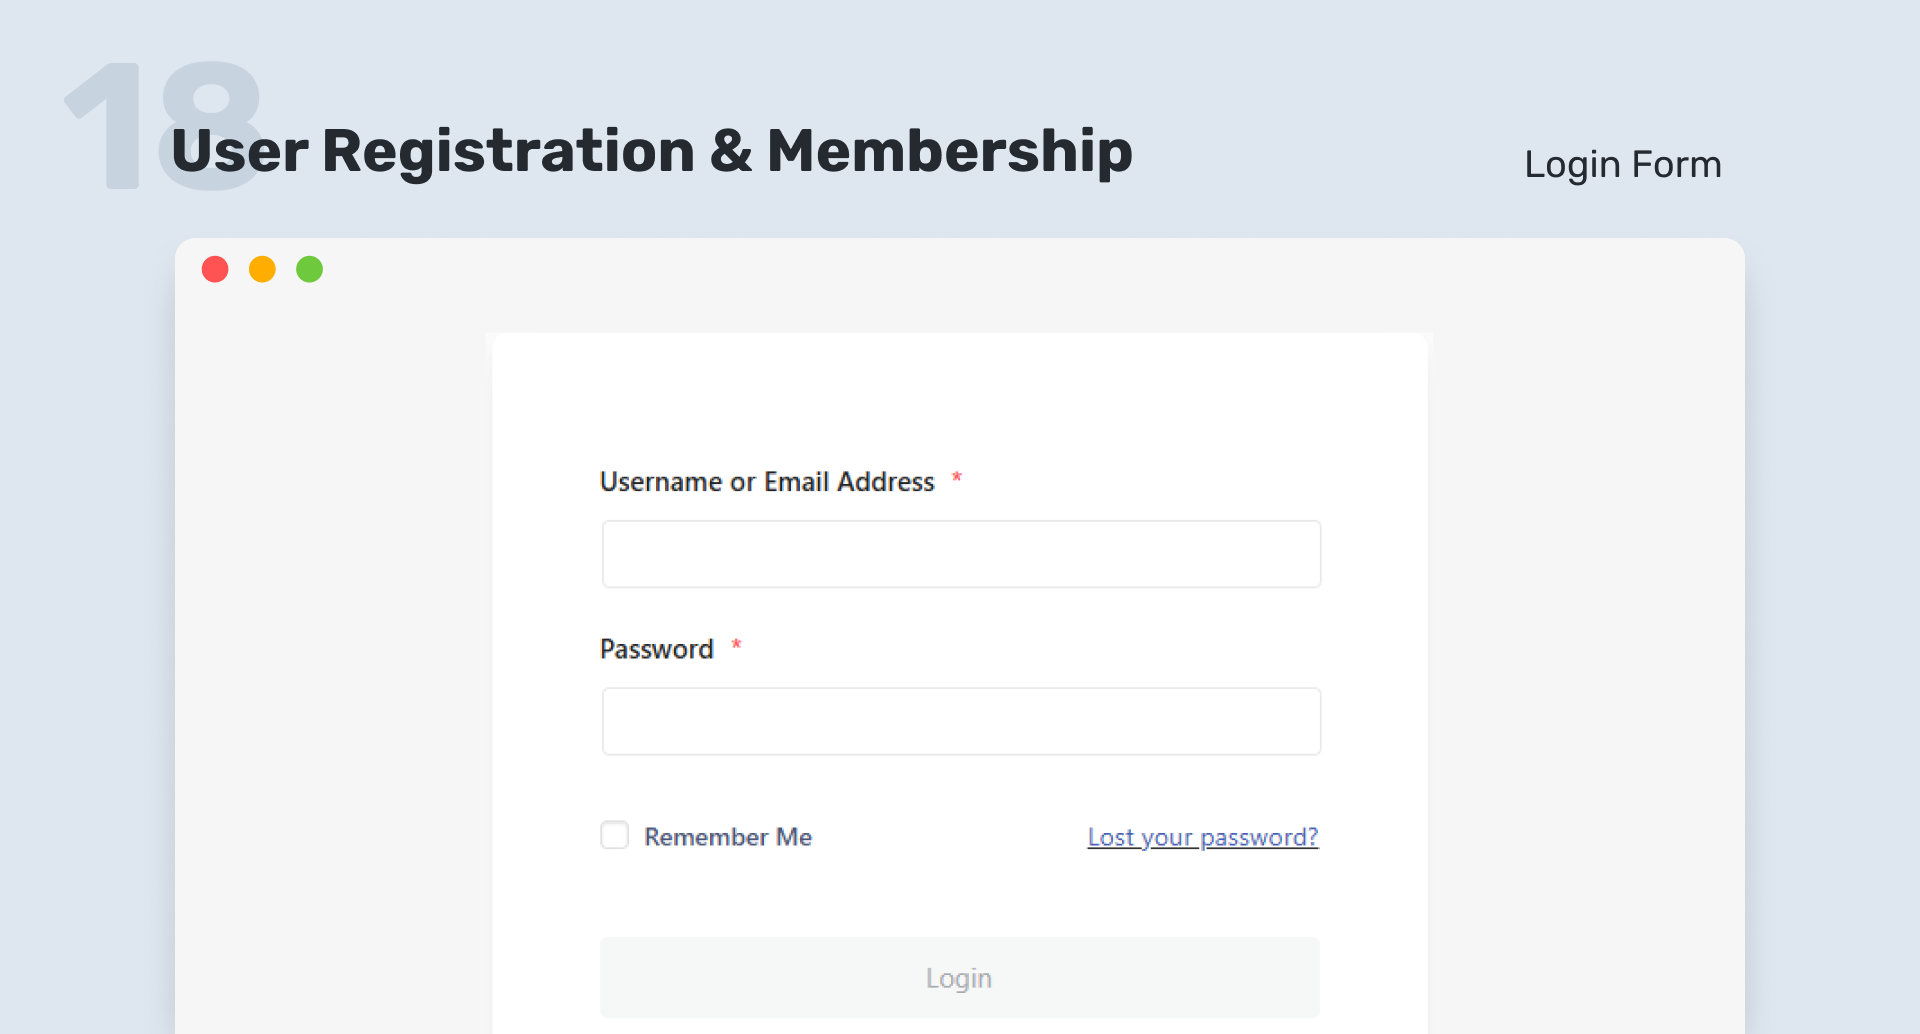 18
User Registration & Membership
Login Form
Username or Email Address *
Password *
Remember Me
Lost your password?
Login